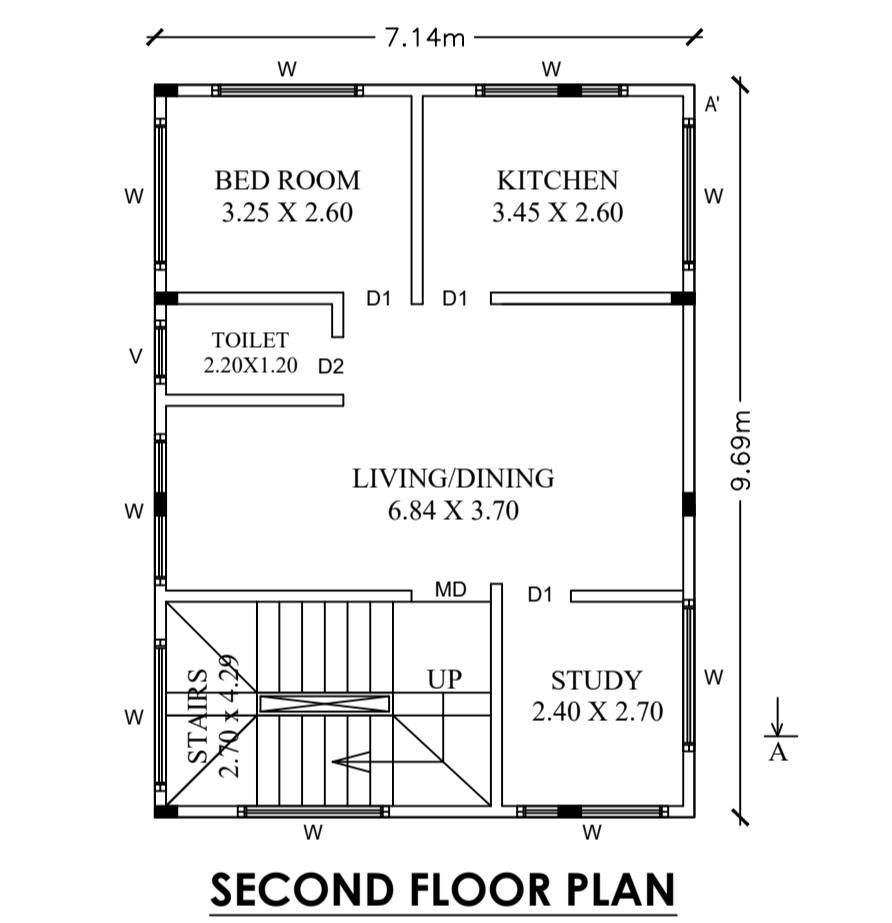 7.14m
W
W
A'
BED ROOM
3.25 X 2.60
KITCHEN
3.45 X 2.60
W
W
D1
D1
TOILET
2.20X1.20
D2
V
9.69m
LIVING/DINING
6.84 X 3.70
W
MD
D1
STAIRS
2.70 x 4.29
UP
STUDY
2.40 X 2.70
W
W
A
W
W
SECOND FLOOR PLAN